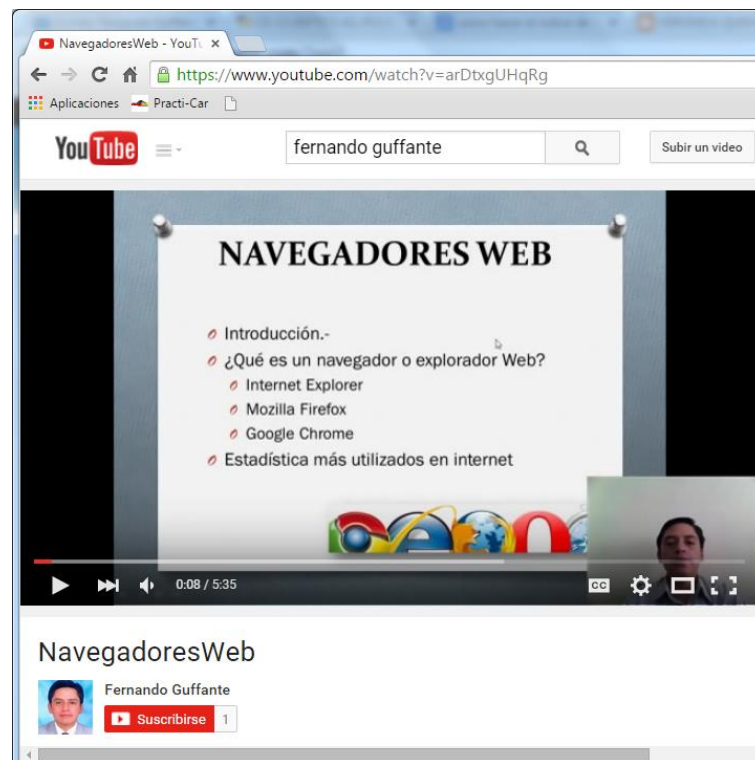 NavegadoresWeb - YouTu
https://www.youtube.com/watch?v=arDtxgUHqRg
Aplicaciones Practi-Car
YouTube
fernando guffante
Subir un video
NAVEGADORES WEB
Introducción.-
¿Qué es un navegador o explorador Web?
Internet Explorer
Mozilla Firefox
Google Chrome
Estadística más utilizados en internet
0:08 / 5:35
CC
NavegadoresWeb
Fernando Guffante
Suscribirse 1